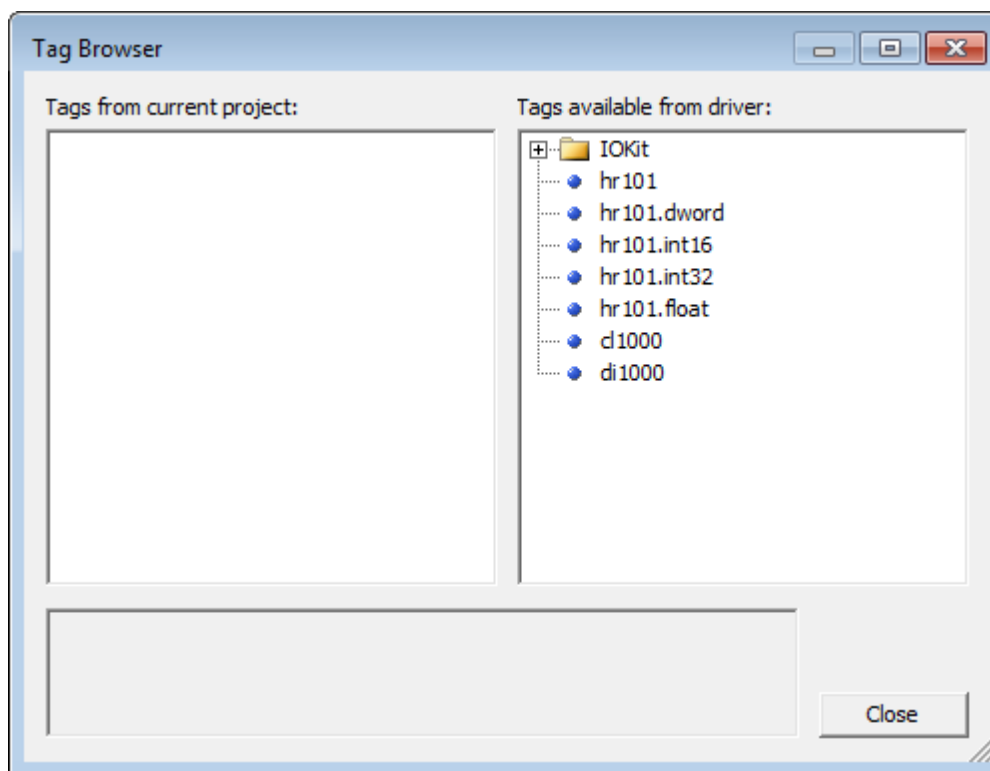 Tag Browser
Tags from current project:
Tags available from driver:
IOKit
hr101
hr101.dword
hr101.int16
hr101.int32
hr101.float
cl1000
di1000
Close